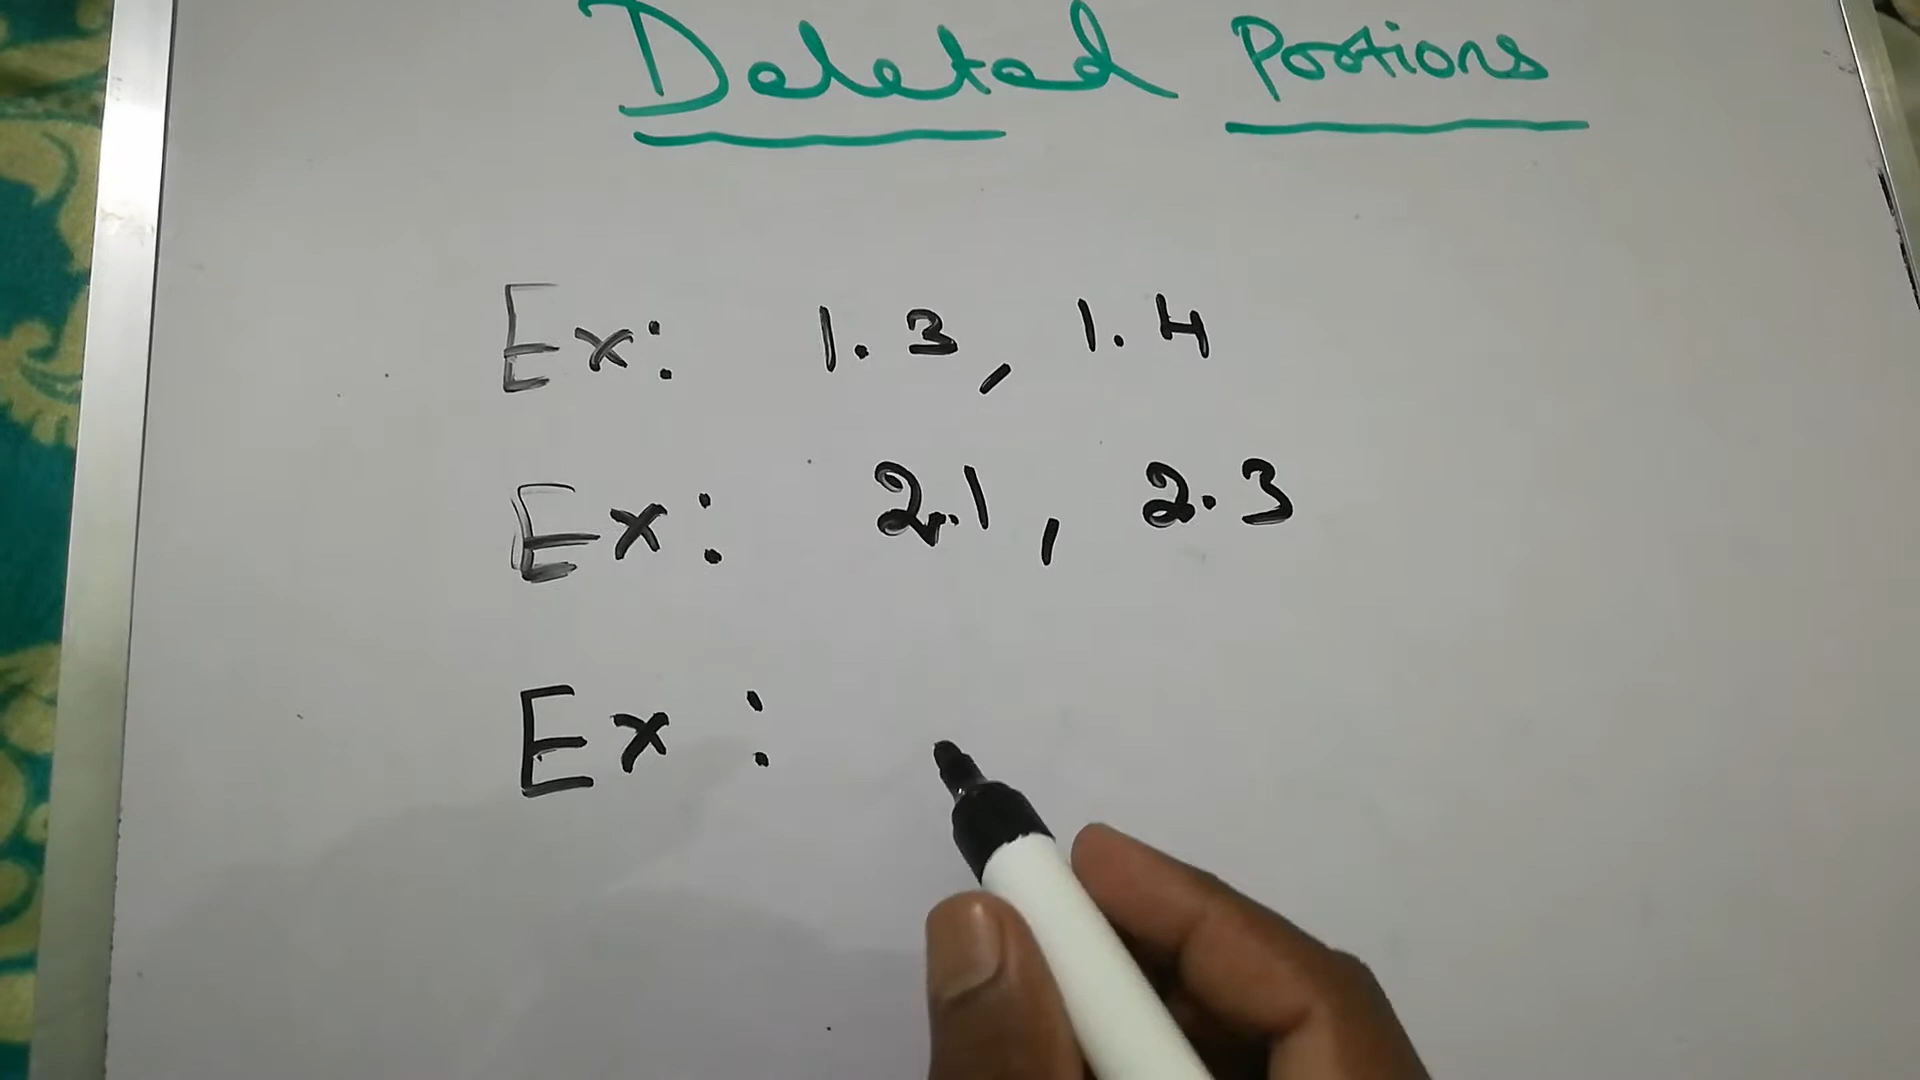 Deleted Portions
Ex: 1.3, 1.4
Ex: 2.1, 2.3
Ex: